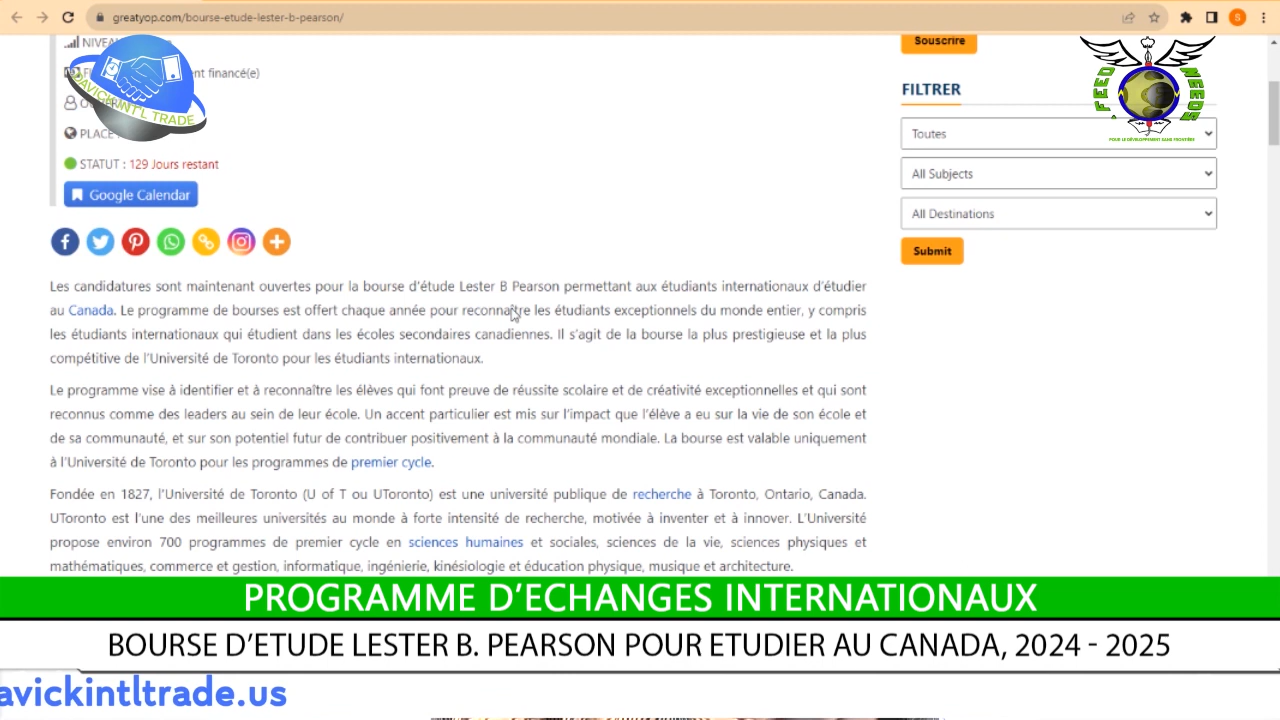 greatyop.com/bourse-etude-lester-b-pearson/
S
NIVEAU
nt financé(e)
PLACE
STATUT : 129 Jours restant
Google Calendar
DAVICKINT'L TRADE
Souscrire
FILTRER
Toutes
All Subjects
All Destinations
Submit
FEED
NEEDS
POUR LE DEVELOPPEMENT SANS FRONTIÈRE
Les candidatures sont maintenant ouvertes pour la bourse d'étude Lester B Pearson permettant aux étudiants internationaux d'étudier
au Canada. Le programme de bourses est offert chaque année pour reconnaître les étudiants exceptionnels du monde entier, y compris
les étudiants internationaux qui étudient dans les écoles secondaires canadiennes. Il s'agit de la bourse la plus prestigieuse et la plus
compétitive de l'Université de Toronto pour les étudiants internationaux.
Le programme vise à identifier et à reconnaître les élèves qui font preuve de réussite scolaire et de créativité exceptionnelles et qui sont
reconnus comme des leaders au sein de leur école. Un accent particulier est mis sur l'impact que l'élève a eu sur la vie de son école et
de sa communauté, et sur son potentiel futur de contribuer positivement à la communauté mondiale. La bourse est valable uniquement
à l'Université de Toronto pour les programmes de premier cycle.
Fondée en 1827, l'Université de Toronto (U of T ou UToronto) est une université publique de recherche à Toronto, Ontario, Canada.
UToronto est l'une des meilleures universités au monde à forte intensité de recherche, motivée à inventer et à innover. L'Université
propose environ 700 programmes de premier cycle en sciences humaines et sociales, sciences de la vie, sciences physiques et
mathématiques, commerce et gestion, informatique, ingénierie, kinésiologie et éducation physique, musique et architecture.
PROGRAMME D'ECHANGES INTERNATIONAUX
BOURSE D'ETUDE LESTER B. PEARSON POUR ETUDIER AU CANADA, 2024 - 2025
avickintltrade.us